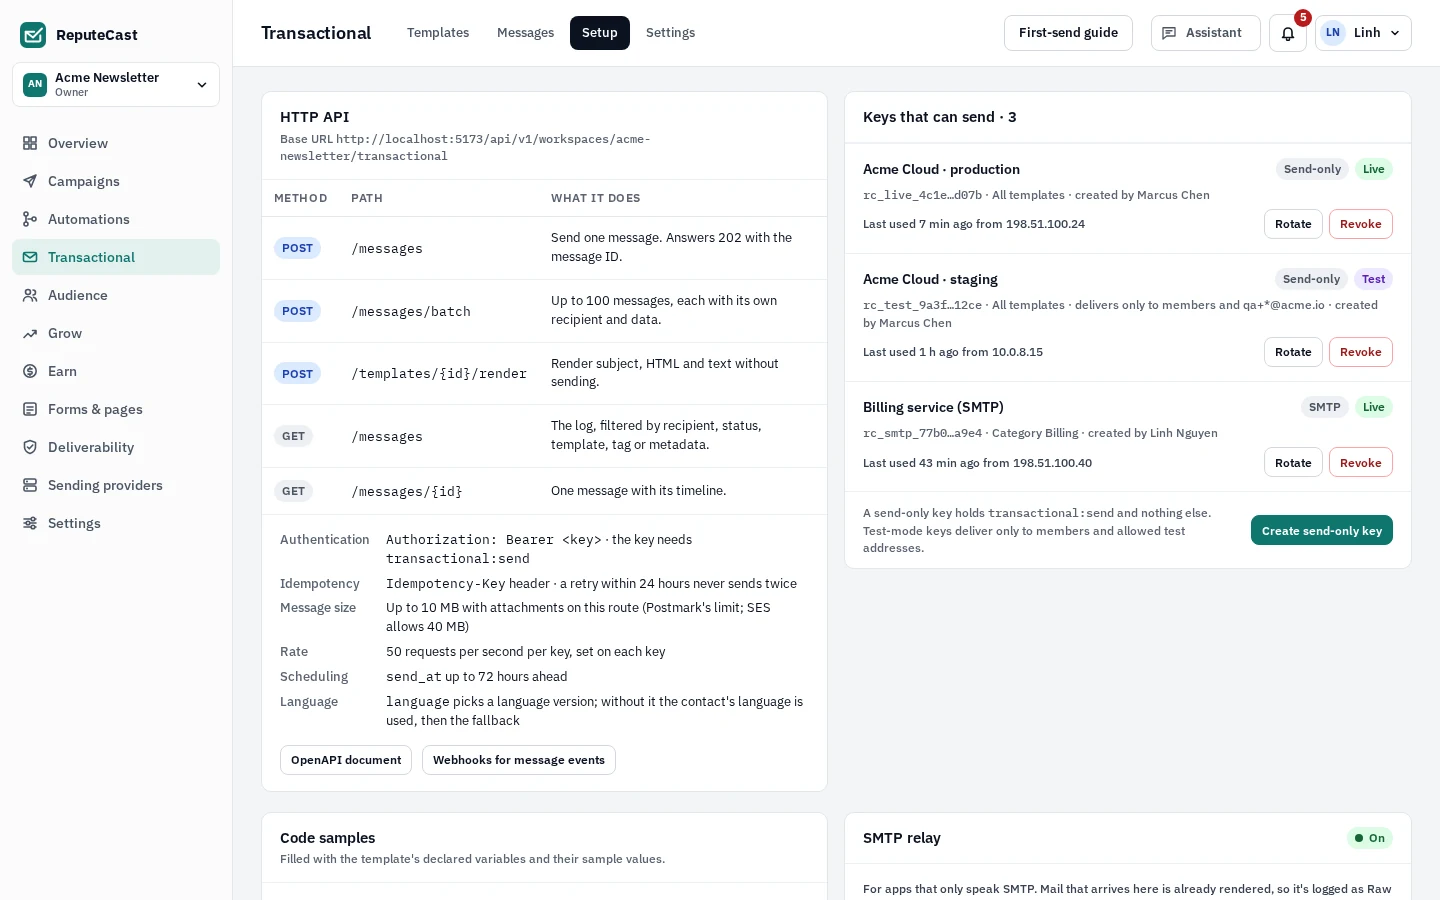 ReputeCast
AN
Acme Newsletter
Owner
Overview
Campaigns
Automations
Transactional
Audience
Grow
Earn
Forms & pages
Deliverability
Sending providers
Settings
Transactional
Templates
Messages
Setup
Settings
First-send guide
Assistant
5
LN
Linh
HTTP API
Base URL http://localhost:5173/api/v1/workspaces/acme-
newsletter/transactional
METHOD PATH WHAT IT DOES
POST /messages Send one message. Answers 202 with the
message ID.
POST /messages/batch Up to 100 messages, each with its own
recipient and data.
POST /templates/{id}/render Render subject, HTML and text without
sending.
GET /messages The log, filtered by recipient, status,
template, tag or metadata.
GET /messages/{id} One message with its timeline.
Authentication Authorization: Bearer <key> · the key needs
transactional:send
Idempotency Idempotency-Key header · a retry within 24 hours never sends twice
Message size Up to 10 MB with attachments on this route (Postmark's limit; SES
allows 40 MB)
Rate 50 requests per second per key, set on each key
Scheduling send_at up to 72 hours ahead
Language language picks a language version; without it the contact's language is
used, then the fallback
OpenAPI document
Webhooks for message events
Keys that can send · 3
Acme Cloud · production Send-only Live
rc_live_4c1e…d07b · All templates · created by Marcus Chen
Last used 7 min ago from 198.51.100.24 Rotate Revoke
Acme Cloud · staging Send-only Test
rc_test_9a3f…12ce · All templates · delivers only to members and qa+*@acme.io · created
by Marcus Chen
Last used 1 h ago from 10.0.8.15 Rotate Revoke
Billing service (SMTP) SMTP Live
rc_smtp_77b0…a9e4 · Category Billing · created by Linh Nguyen
Last used 43 min ago from 198.51.100.40 Rotate Revoke
A send-only key holds transactional:send and nothing else.
Test-mode keys deliver only to members and allowed test
addresses.
Create send-only key
Code samples
Filled with the template's declared variables and their sample values.
SMTP relay
On
For apps that only speak SMTP. Mail that arrives here is already rendered, so it's logged as Raw